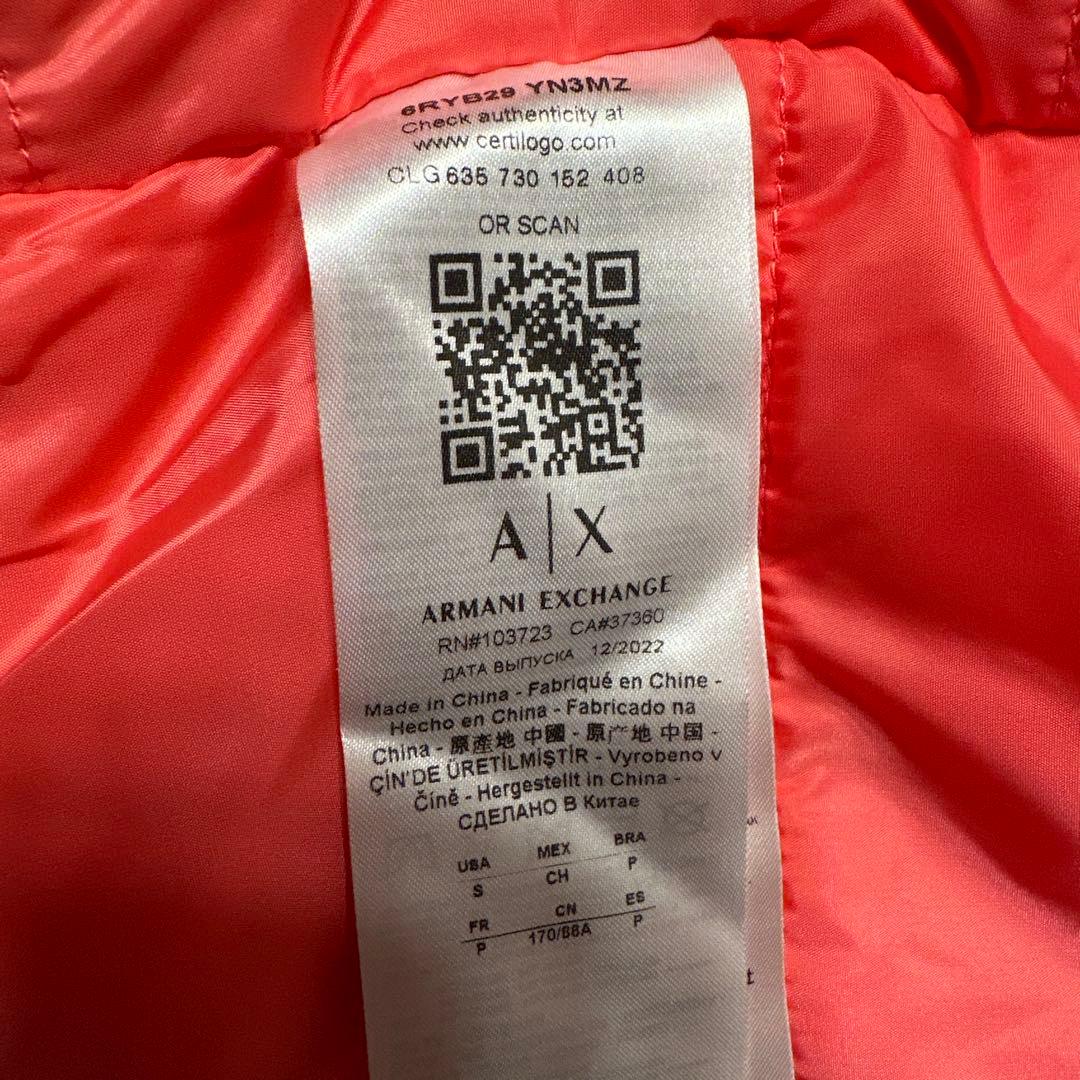 6RYB29 YN3MZ
Check authenticity at
www certilogo.com
CLG 635 730 152 408
OR SCAN
A|X
ARMANI EXCHANGE
RN#103723 CA#37360
ДАТА ВЫПУСКА 12/2022
Made in China - Fabriqué en Chine -
Hecho en China - Fabricado na
China - 原產地 中國 - 原产地 中国 -
ÇİN'DE ÜRETİLMİŞTİR - Vyrobeno v
Číně - Hergestellt in China -
СДЕЛАНО В Китае
USA MEX BRA
S CH P
FR CN ES
P 170/88A P